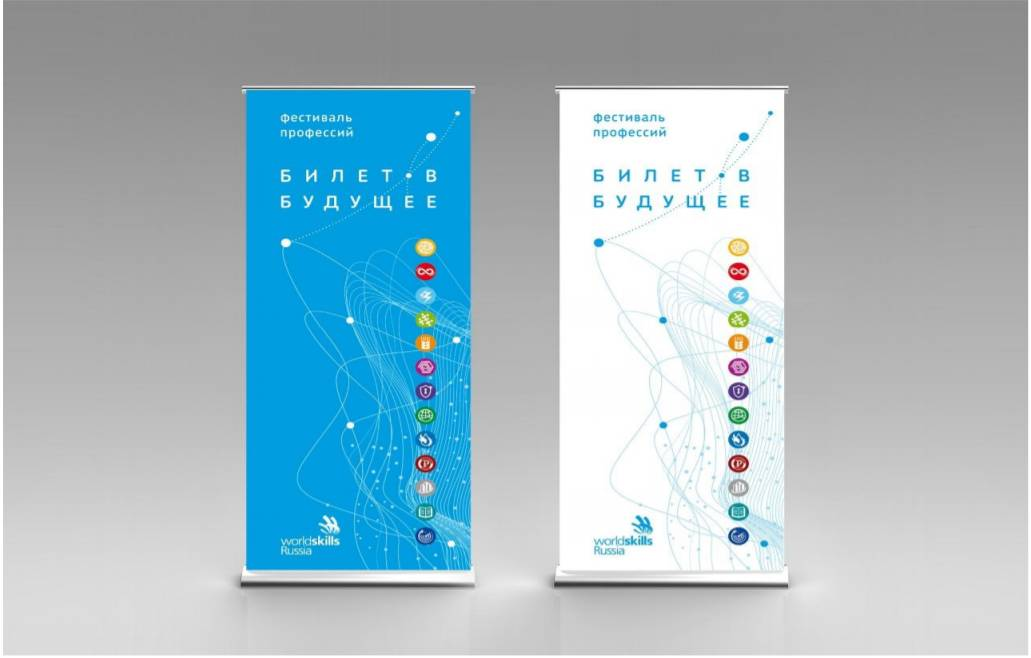 фестиваль
профессий
БИЛЕТ В
БУДУЩЕЕ
worldskills
Russia
фестиваль
профессий
БИЛЕТ В
БУДУЩЕЕ
worldskills
Russia